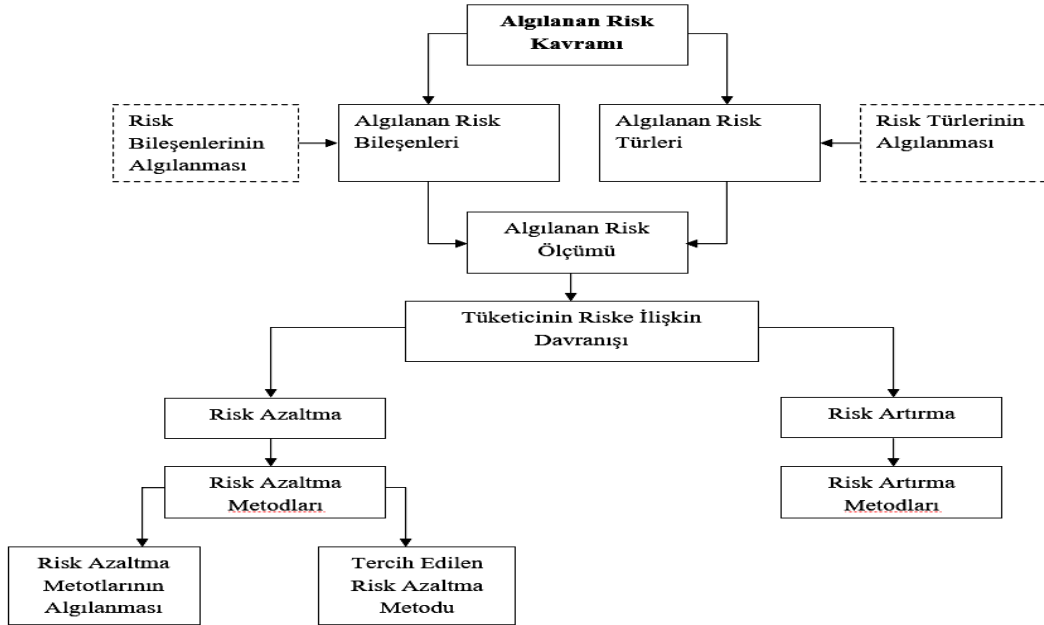 Algılanan Risk
Kavramı
Risk
Bileşenlerinin
Algılanması
Algılanan Risk
Bileşenleri
Algılanan Risk
Türleri
Risk Türlerinin
Algılanması
Algılanan Risk
Ölçümü
Tüketicinin Riske İlişkin
Davranışı
Risk Azaltma
Risk Artırma
Risk Azaltma
Metodları
Risk Artırma
Metodları
Risk Azaltma
Metotlarının
Algılanması
Tercih Edilen
Risk Azaltma
Metodu